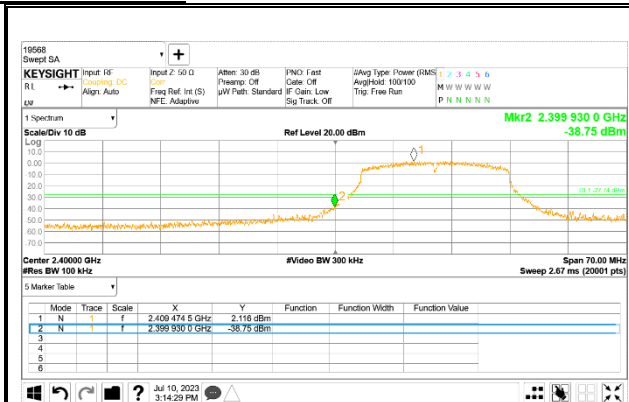 19568
Swept SA
+
KEYSIGHT Input: RF Input Z: 50 Ω Atten: 30 dB PNO: Fast #Avg Type: Power (RMS 1 2 3 4 5 6
RL Coupling: DC Corr Preamp: Off Gate: Off Avg|Hold: 100/100 M W W W W W
Align: Auto Freq Ref: Int (S) µW Path: Standard IF Gain: Low Trig: Free Run
NFE: Adaptive Sig Track: Off P N N N N N
1 Spectrum
Mkr2 2.399 930 0 GHz
Scale/Div 10 dB Ref Level 20.00 dBm -38.75 dBm
Log
1
10.0
0.00
10.0
20.0
2
30.0
40.0
50.0
60.0
-70.0
Center 2.40000 GHz #Video BW 300 kHz Span 70.00 MHz
#Res BW 100 kHz Sweep 2.67 ms (20001 pts)
5 Marker Table
Mode Trace Scale X Y Function Function Width Function Value
1 N 1 f 2.409 474 5 GHz 2.116 dBm
2 N 1 f 2.399 930 0 GHz -38.75 dBm
3
4
5
6
? Jul 10, 2023
3:14:29 PM